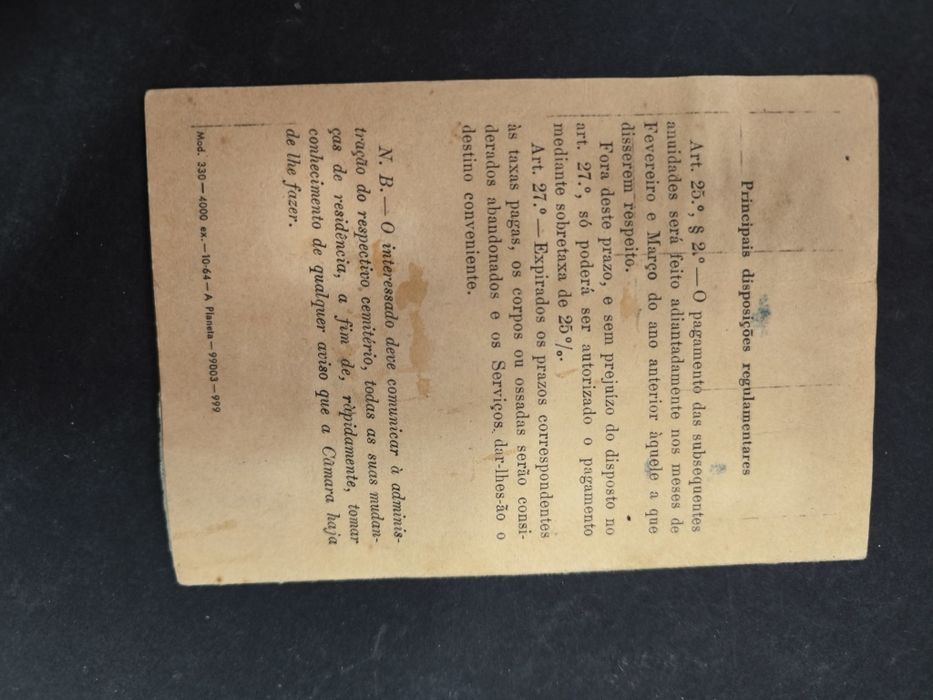 Principais disposições regulamentares
Art. 25.º, § 2.º — O pagamento das subsequentes
anuidades será feito adiantadamente nos meses de
Fevereiro e Março do ano anterior àquele a que
disserem respeito.
Fora deste prazo, e sem prejuízo do disposto no
art. 27.º, só poderá ser autorizado o pagamento
mediante sobretaxa de 25%.
Art. 27.º — Expirados os prazos correspondentes
às taxas pagas, os corpos ou ossadas serão consi-
derados abandonados e os Serviços dar-lhes-ão o
destino conveniente.
N. B. — O interessado deve comunicar à adminis-
tração do respectivo cemitério, todas as suas mudan-
ças de residência, a fim de, ràpidamente, tomar
conhecimento de qualquer aviso que a Câmara haja
de lhe fazer.
Mod. 330 — 4000 ex. — 10-64 — A Planeta — 99003 — 999